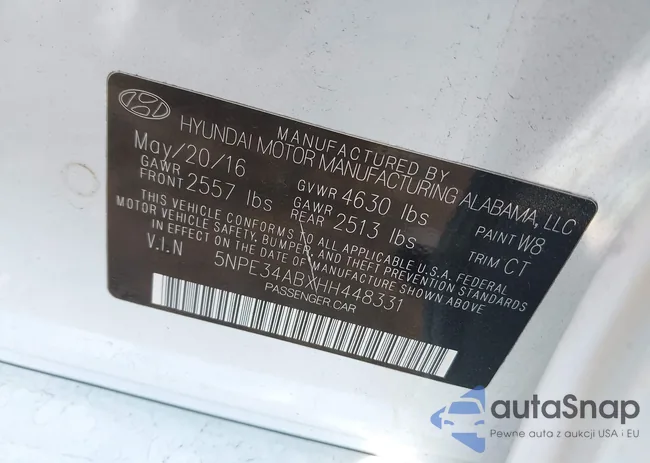 MANUFACTURED BY
HYUNDAI MOTOR MANUFACTURING ALABAMA, LLC
May/20/16 GVWR 4630 lbs PAINT W8
GAWR FRONT 2557 lbs GAWR REAR 2513 lbs TRIM CT
THIS VEHICLE CONFORMS TO ALL APPLICABLE U.S.A. FEDERAL
MOTOR VEHICLE SAFETY, BUMPER, AND THEFT PREVENTION STANDARDS
IN EFFECT ON THE DATE OF MANUFACTURE SHOWN ABOVE
V.I.N 5NPE34ABXHH448331
PASSENGER CAR
autaSnap
Pewne auta z aukcji USA i EU